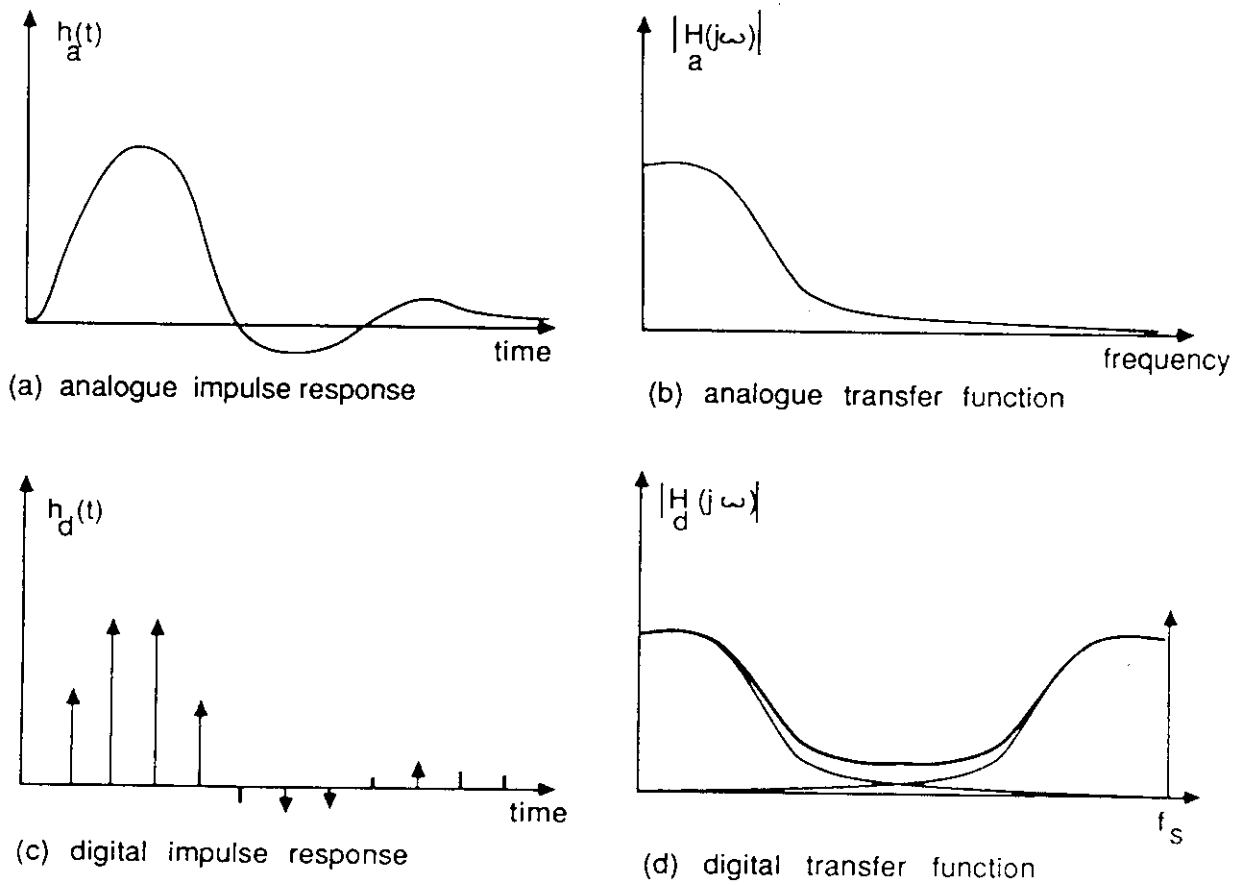 h_a(t)
|H_a(jω)|
time
frequency
(a) analogue impulse response
(b) analogue transfer function
h_d(t)
|H_d(jω)|
time
f_s
(c) digital impulse response
(d) digital transfer function